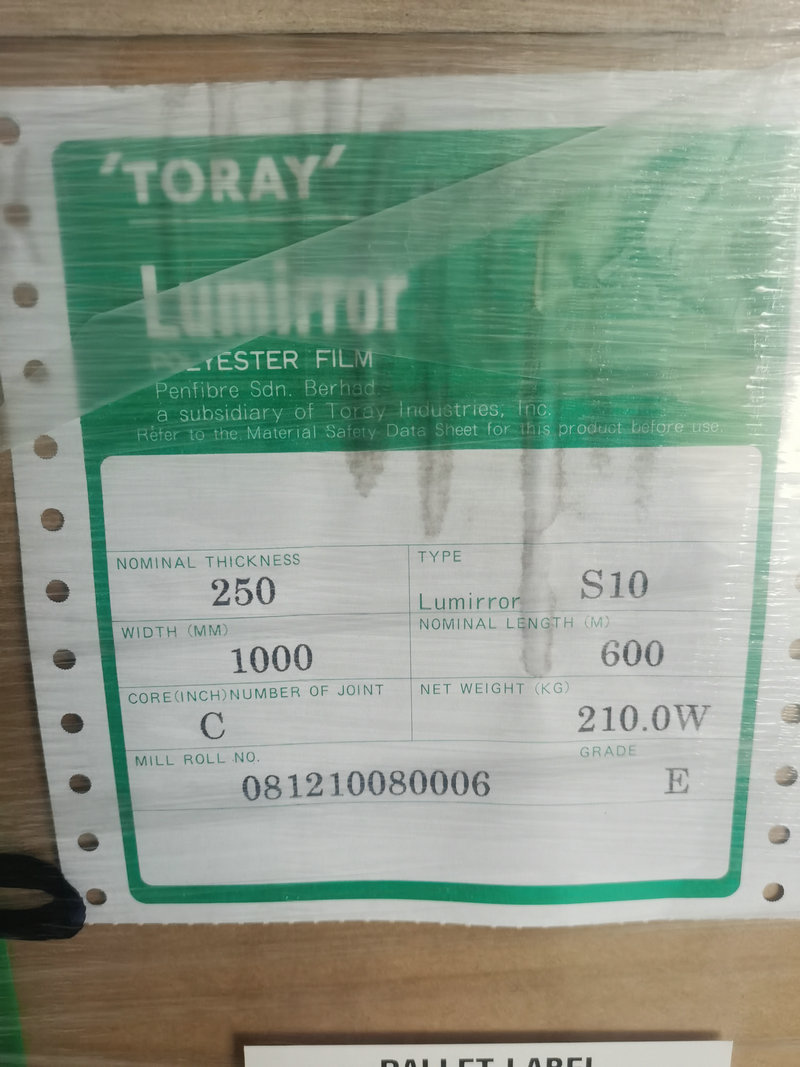 'TORAY'
Lumirror
POLYESTER FILM
Penfibre Sdn. Berhad.
a subsidiary of Toray Industries, Inc.
Refer to the Material Safety Data Sheet for this product before use.
NOMINAL THICKNESS
250
TYPE
Lumirror S10
WIDTH (MM)
1000
NOMINAL LENGTH (M)
600
CORE(INCH)NUMBER OF JOINT
C
NET WEIGHT (KG)
210.0W
MILL ROLL NO.
081210080006
GRADE
E
PALLET LABEL